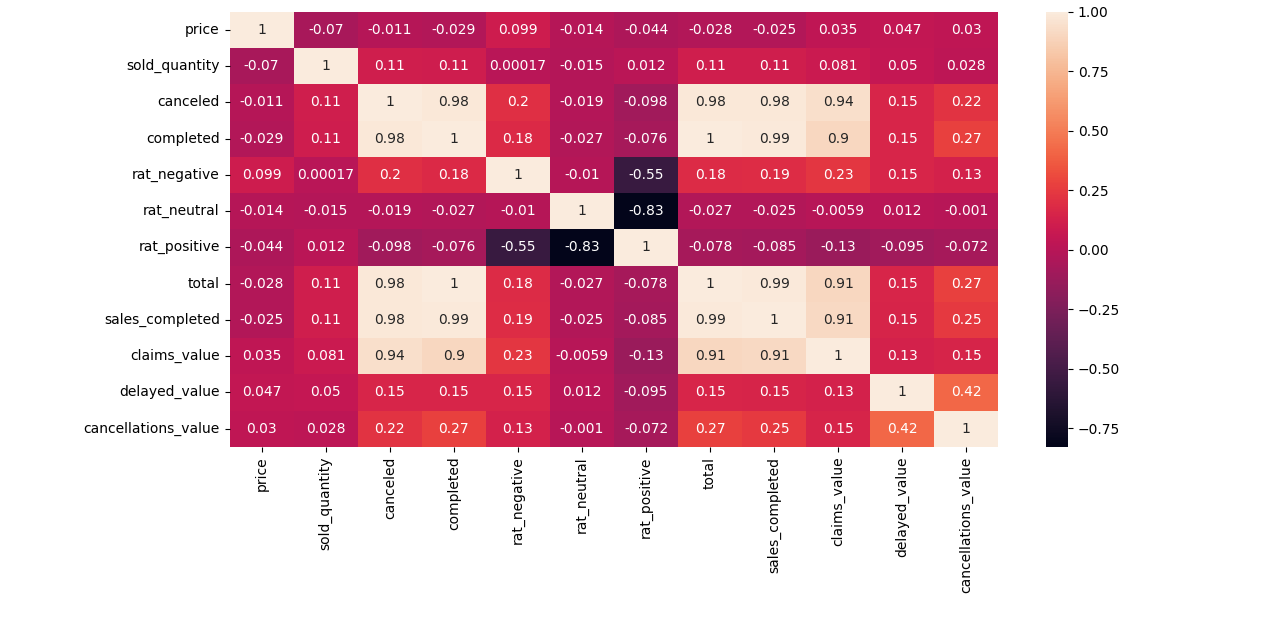 price 1 -0.07 -0.011 -0.029 0.099 -0.014 -0.044 -0.028 -0.025 0.035 0.047 0.03
sold_quantity -0.07 1 0.11 0.11 0.00017 -0.015 0.012 0.11 0.11 0.081 0.05 0.028
canceled -0.011 0.11 1 0.98 0.2 -0.019 -0.098 0.98 0.98 0.94 0.15 0.22
completed -0.029 0.11 0.98 1 0.18 -0.027 -0.076 1 0.99 0.9 0.15 0.27
rat_negative 0.099 0.00017 0.2 0.18 1 -0.01 -0.55 0.18 0.19 0.23 0.15 0.13
rat_neutral -0.014 -0.015 -0.019 -0.027 -0.01 1 -0.83 -0.027 -0.025 -0.0059 0.012 -0.001
rat_positive -0.044 0.012 -0.098 -0.076 -0.55 -0.83 1 -0.078 -0.085 -0.13 -0.095 -0.072
total -0.028 0.11 0.98 1 0.18 -0.027 -0.078 1 0.99 0.91 0.15 0.27
sales_completed -0.025 0.11 0.98 0.99 0.19 -0.025 -0.085 0.99 1 0.91 0.15 0.25
claims_value 0.035 0.081 0.94 0.9 0.23 -0.0059 -0.13 0.91 0.91 1 0.13 0.15
delayed_value 0.047 0.05 0.15 0.15 0.15 0.012 -0.095 0.15 0.15 0.13 1 0.42
cancellations_value 0.03 0.028 0.22 0.27 0.13 -0.001 -0.072 0.27 0.25 0.15 0.42 1
price
sold_quantity
canceled
completed
rat_negative
rat_neutral
rat_positive
total
sales_completed
claims_value
delayed_value
cancellations_value
1.00
0.75
0.50
0.25
0.00
−0.25
−0.50
−0.75